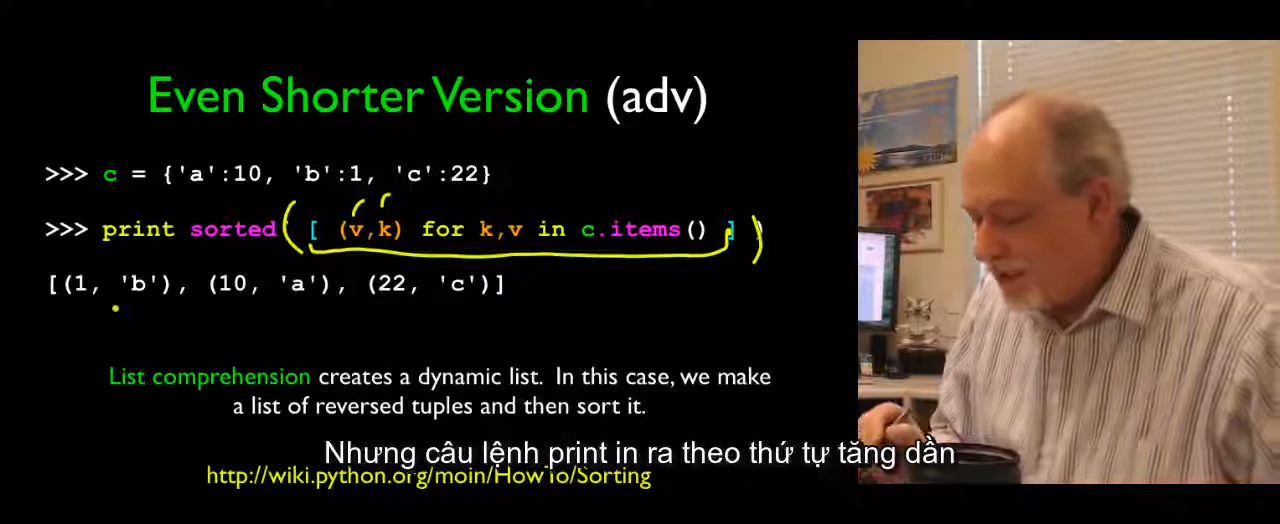 Even Shorter Version (adv)
>>> c = {'a':10, 'b':1, 'c':22}
>>> print sorted( [ (v,k) for k,v in c.items() ] )
[(1, 'b'), (10, 'a'), (22, 'c')]
List comprehension creates a dynamic list. In this case, we make
a list of reversed tuples and then sort it.
Nhưng câu lệnh print in ra theo thứ tự tăng dần
http://wiki.python.org/moin/HowTo/Sorting